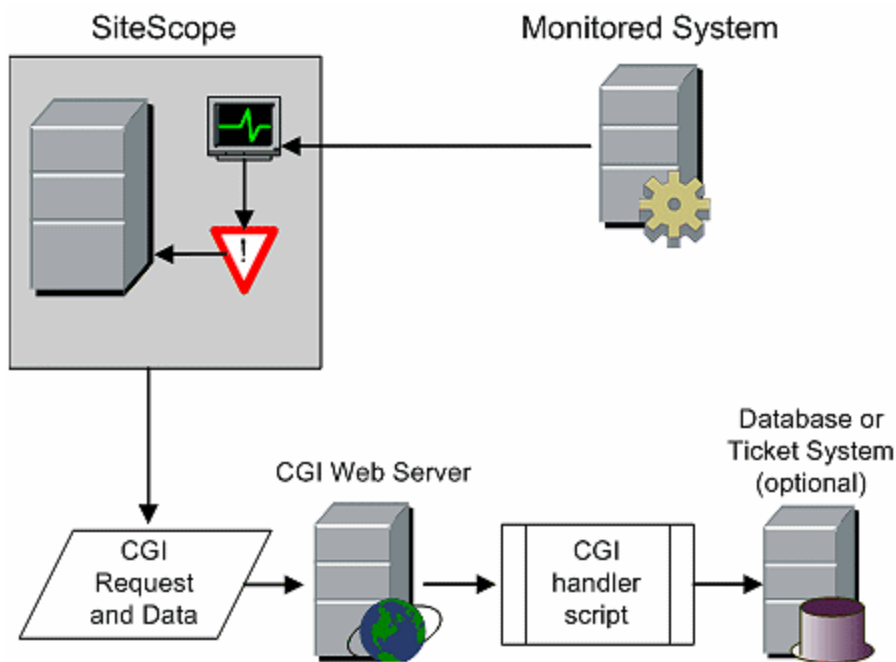 SiteScope
Monitored System
!
Database or
Ticket System
(optional)
CGI Web Server
CGI
Request
and Data
CGI
handler
script